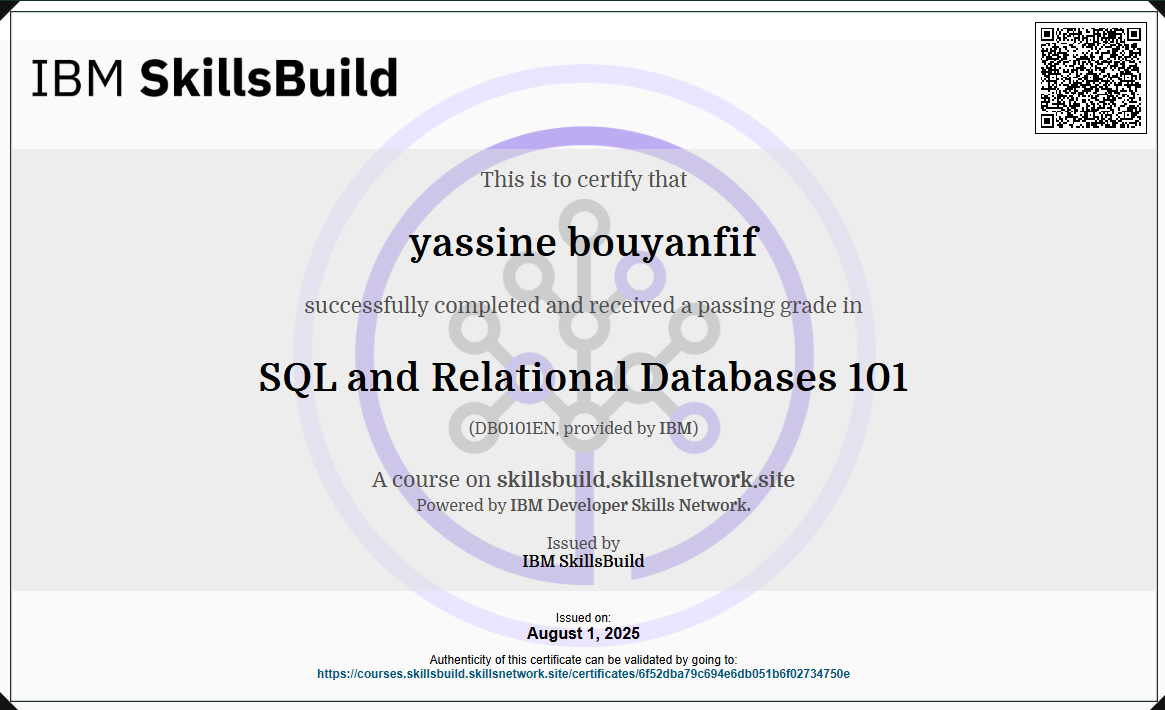 IBM SkillsBuild
This is to certify that
yassine bouyanfif
successfully completed and received a passing grade in
SQL and Relational Databases 101
(DB0101EN, provided by IBM)
A course on skillsbuild.skillsnetwork.site
Powered by IBM Developer Skills Network.
Issued by
IBM SkillsBuild
Issued on:
August 1, 2025
Authenticity of this certificate can be validated by going to:
https://courses.skillsbuild.skillsnetwork.site/certificates/6f52dba79c694e6db051b6f02734750e